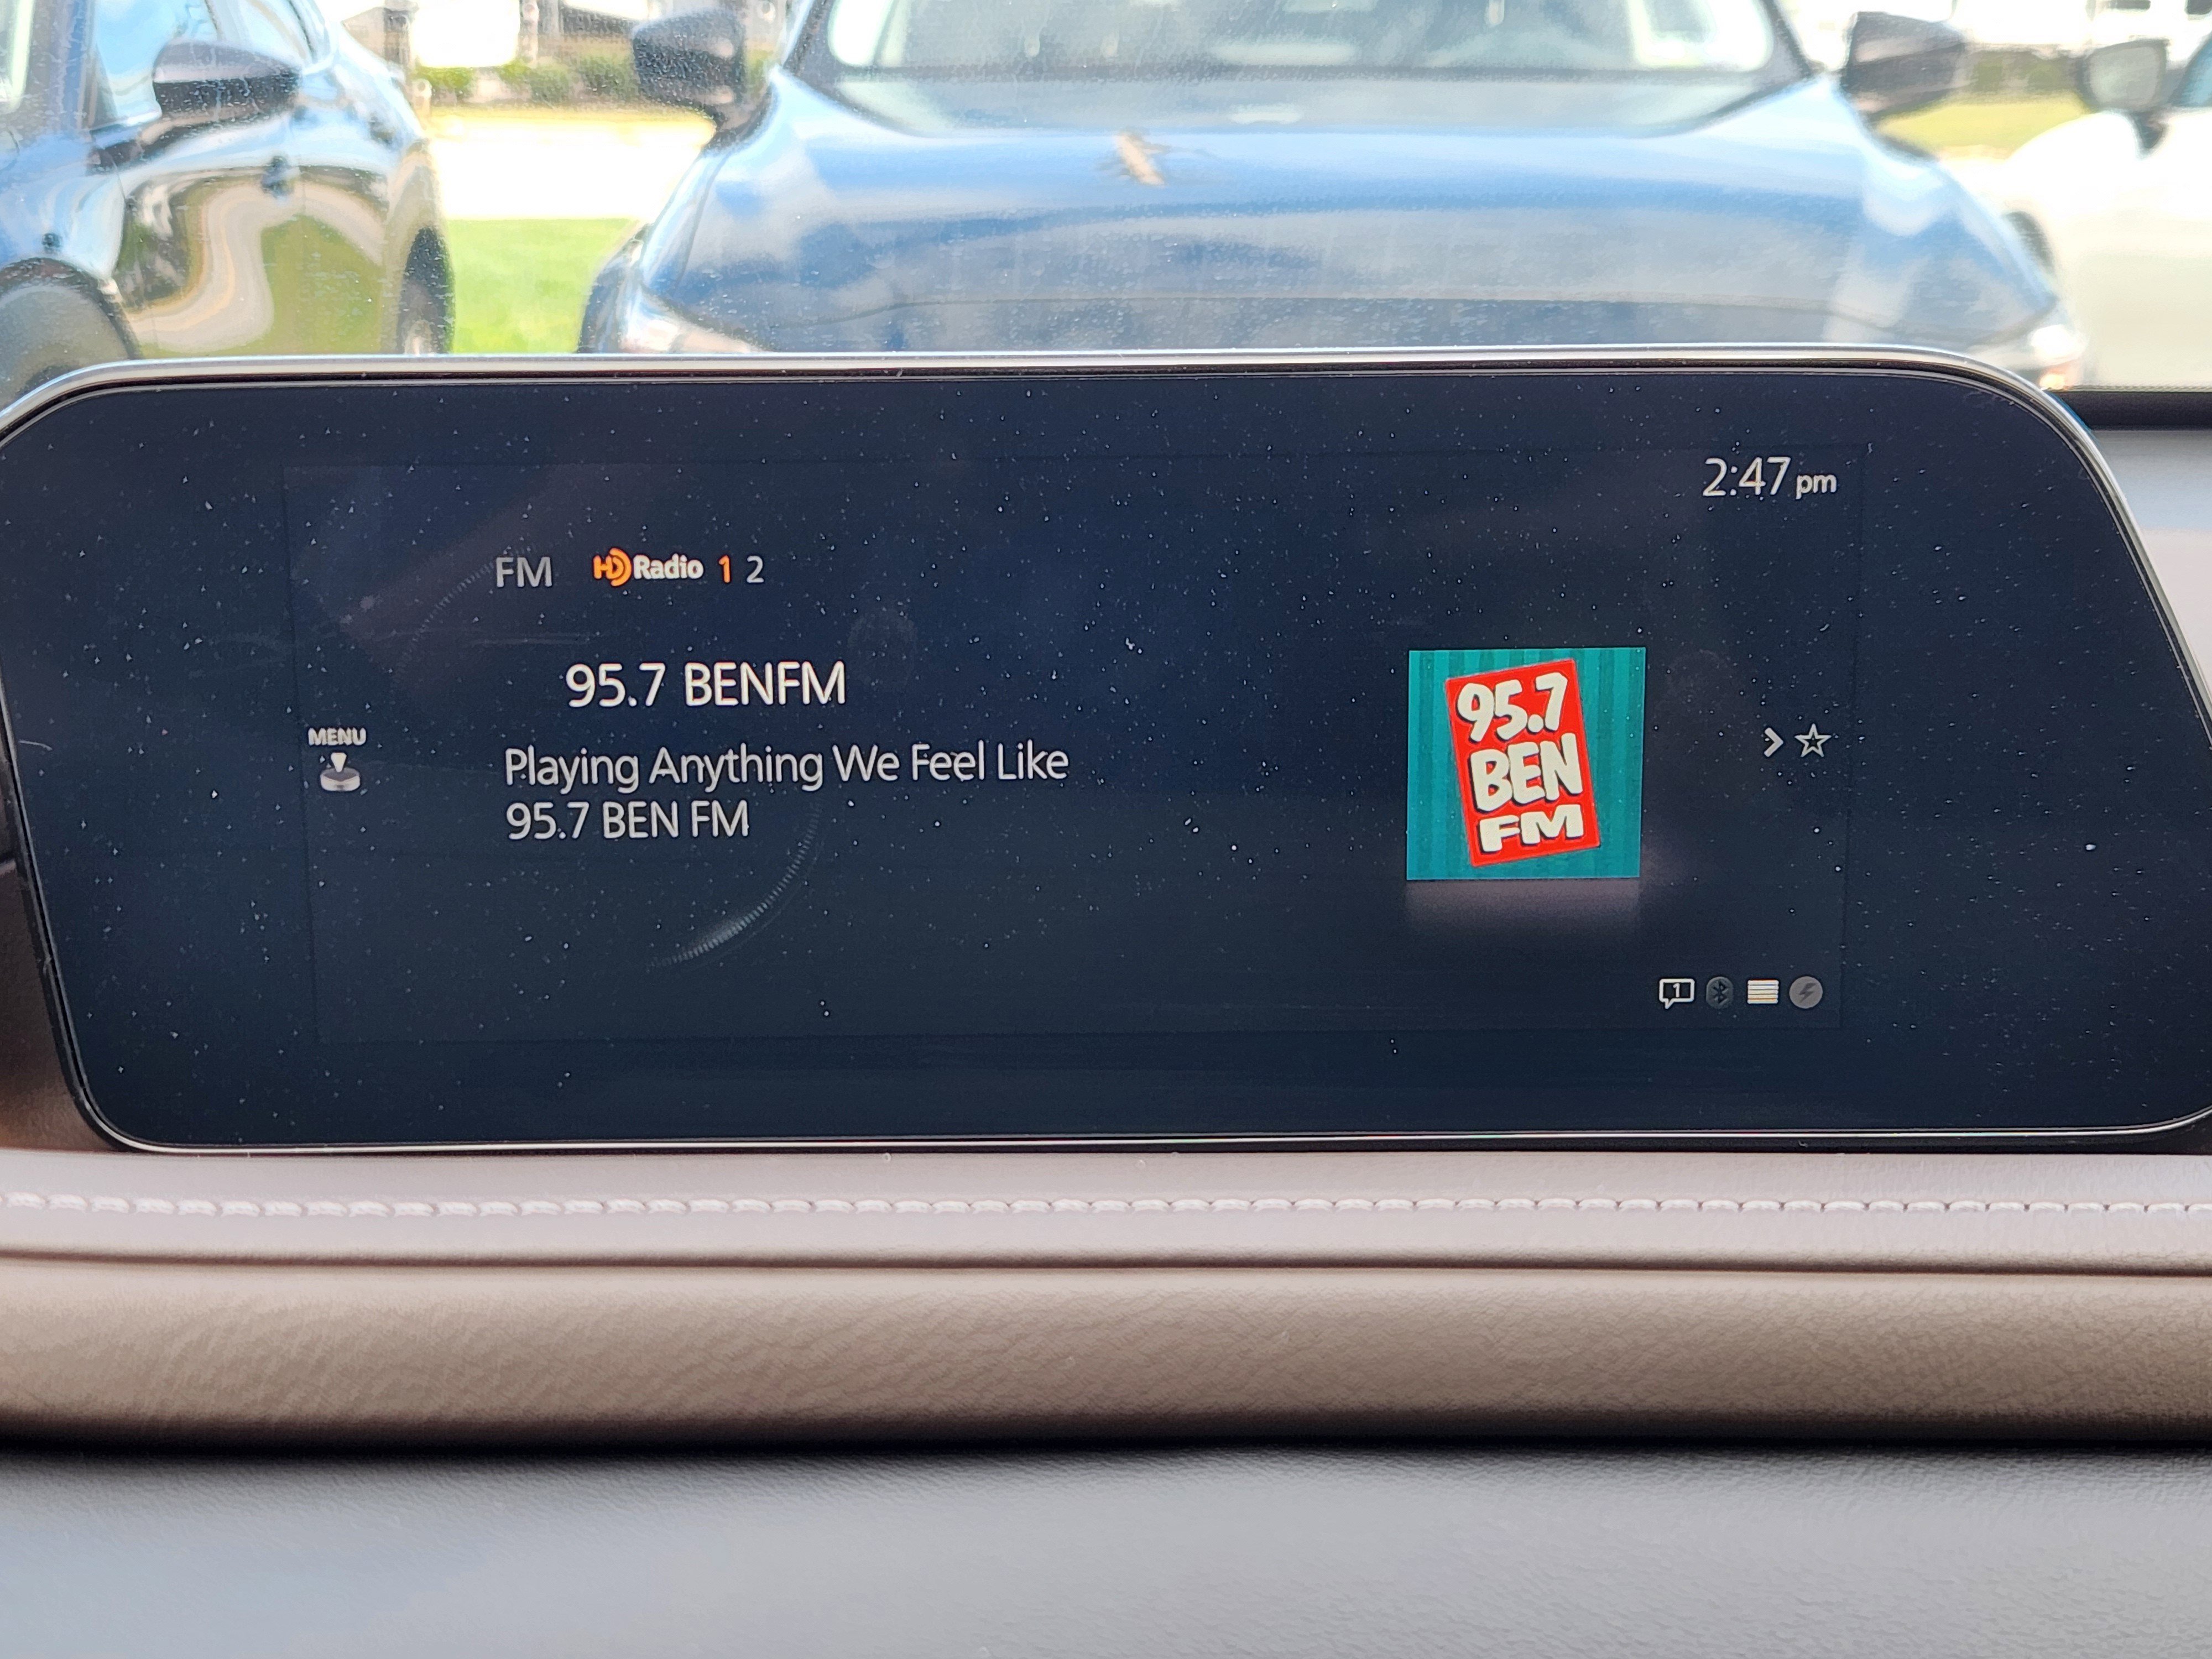 2:47 pm
FM HD Radio 1 2
95.7 BENFM
MENU
Playing Anything We Feel Like
95.7 BEN FM
95.7
BEN
FM
1